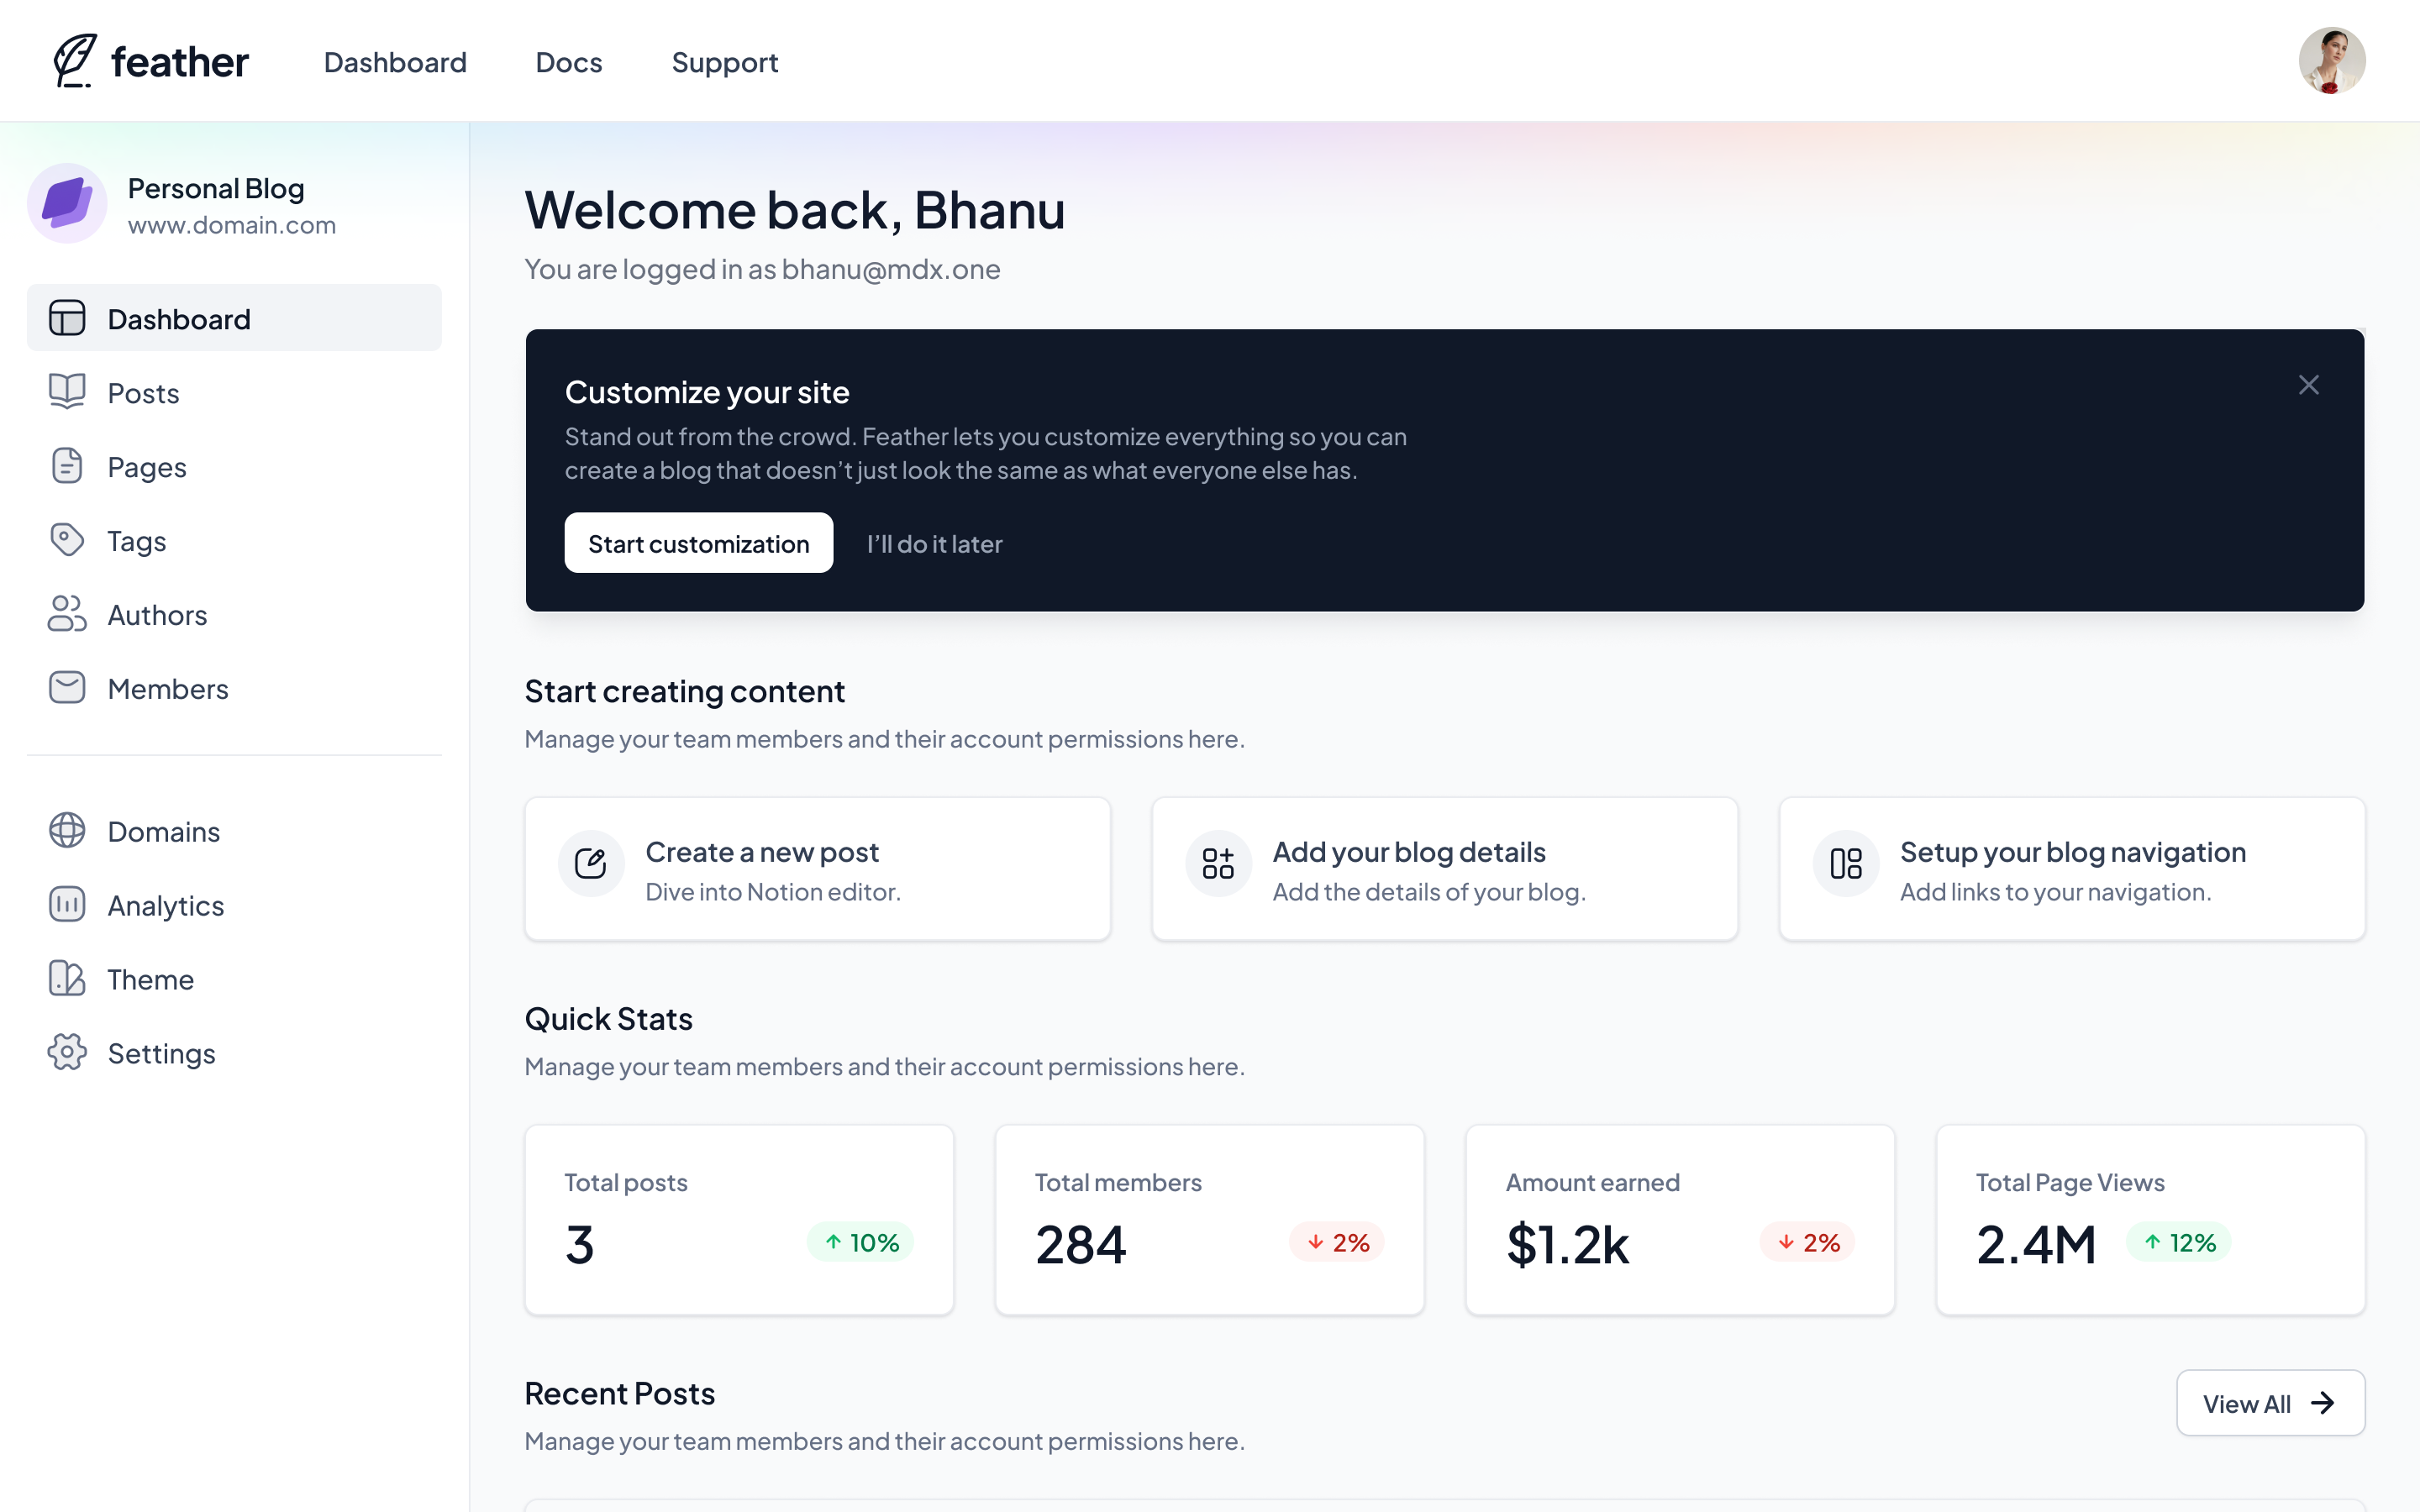 feather
Dashboard
Docs
Support
Personal Blog
www.domain.com
Dashboard
Posts
Pages
Tags
Authors
Members
Domains
Analytics
Theme
Settings
Welcome back, Bhanu
You are logged in as bhanu@mdx.one
Customize your site
Stand out from the crowd. Feather lets you customize everything so you can
create a blog that doesn’t just look the same as what everyone else has.
Start customization
I’ll do it later
Start creating content
Manage your team members and their account permissions here.
Create a new post
Dive into Notion editor.
Add your blog details
Add the details of your blog.
Setup your blog navigation
Add links to your navigation.
Quick Stats
Manage your team members and their account permissions here.
Total posts
3
10%
Total members
284
2%
Amount earned
$1.2k
2%
Total Page Views
2.4M
12%
Recent Posts
Manage your team members and their account permissions here.
View All